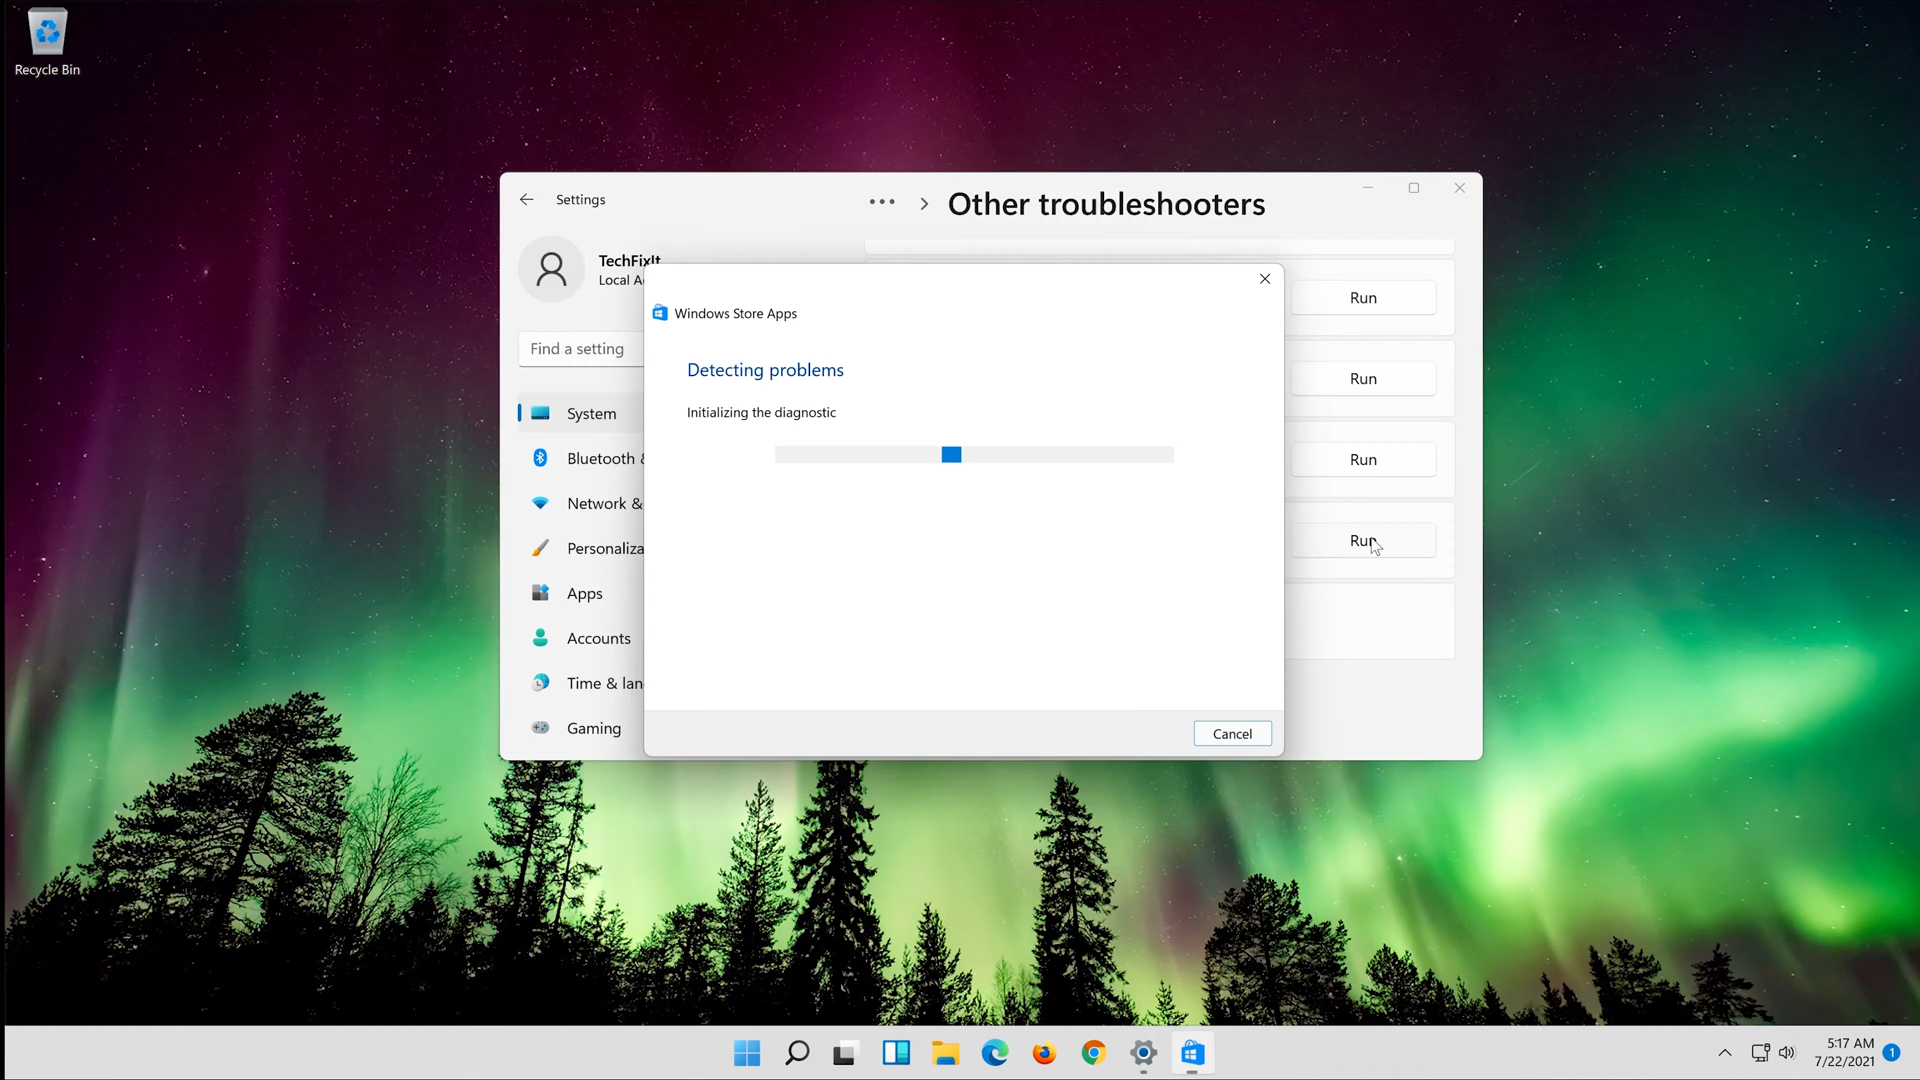 Recycle Bin
Settings
••• > Other troubleshooters
TechFixIt
Local A
Find a setting
System
Bluetooth &
Network &
Personaliza
Apps
Accounts
Time & lan
Gaming
Windows Store Apps
Detecting problems
Initializing the diagnostic
Cancel
Run
Run
Run
Run
5:17 AM
7/22/2021
1